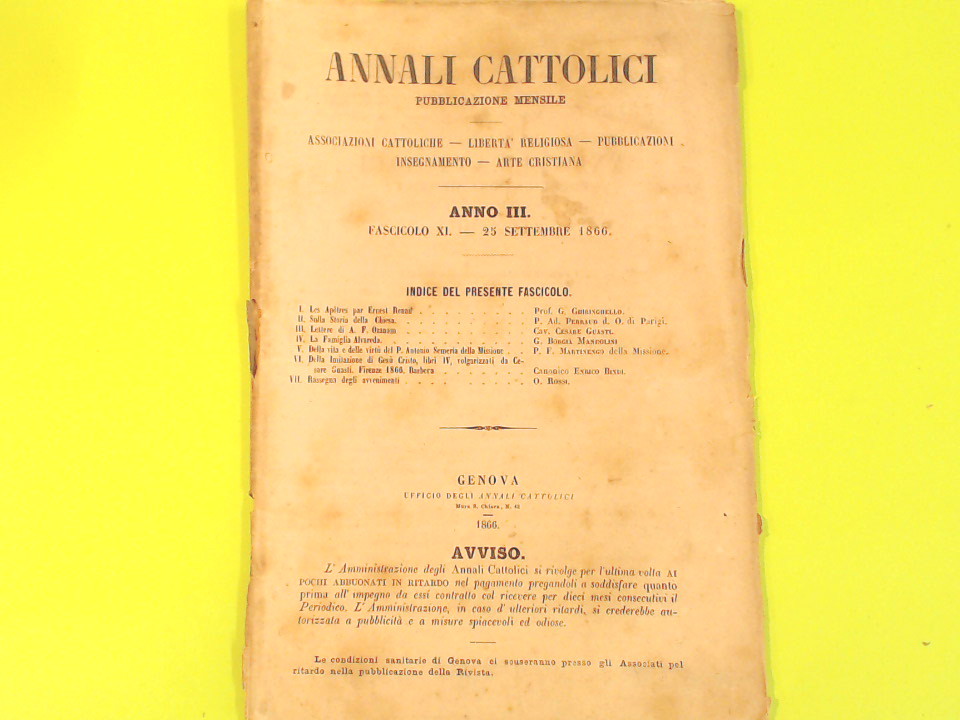 ANNALI CATTOLICI
PUBBLICAZIONE MENSILE
ASSOCIAZIONI CATTOLICHE — LIBERTA' RELIGIOSA — PUBBLICAZIONI
INSEGNAMENTO — ARTE CRISTIANA
ANNO III.
FASCICOLO XI. — 25 SETTEMBRE 1866.
INDICE DEL PRESENTE FASCICOLO.
I. Les Apôtres par Ernest Renan . . . . . . . . Prof. G. GHIRINGHELLO.
II. Sulla Storia della Chiesa. . . . . . . . . . P. Ad. PERRAUD d. O. di Parigi.
III. Lettere di A. F. Ozanam . . . . . . . . . Cav. CESARE GUASTI.
IV. La Famiglia Alvareda. . . . . . . . . . . G. BORGIA MANDOLINI
V. Della vita e delle virtù del P. Antonio Semeria della Missione . . P. F. MARTINENGO della Missione.
VI. Della Imitazione di Gesù Cristo, libri IV, volgarizzati da Ce-
sare Guasti. Firenze 1866. Barbera . . . . . . . Canonico ENRICO BINDI.
VII. Rassegna degli avvenimenti . . . . . . . . . O. ROSSI.
GENOVA
UFFICIO DEGLI ANNALI CATTOLICI
Mura S. Chiara, N. 42
1866.
AVVISO.
L' Amministrazione degli Annali Cattolici si rivolge per l'ultima volta AI
POCHI ABBUONATI IN RITARDO nel pagamento pregandoli a soddisfare quanto
prima all' impegno da essi contratto col ricevere per dieci mesi consecutivi il
Periodico. L' Amministrazione, in caso d' ulteriori ritardi, si crederebbe au-
torizzata a pubblicità e a misure spiacevoli ed odiose.
Le condizioni sanitarie di Genova ci scuseranno presso gli Associati pel
ritardo nella pubblicazione della Rivista.